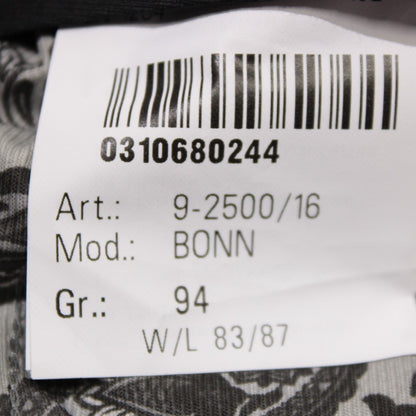 0310680244
Art.: 9-2500/16
Mod.: BONN
Gr.: 94
W/L 83/87